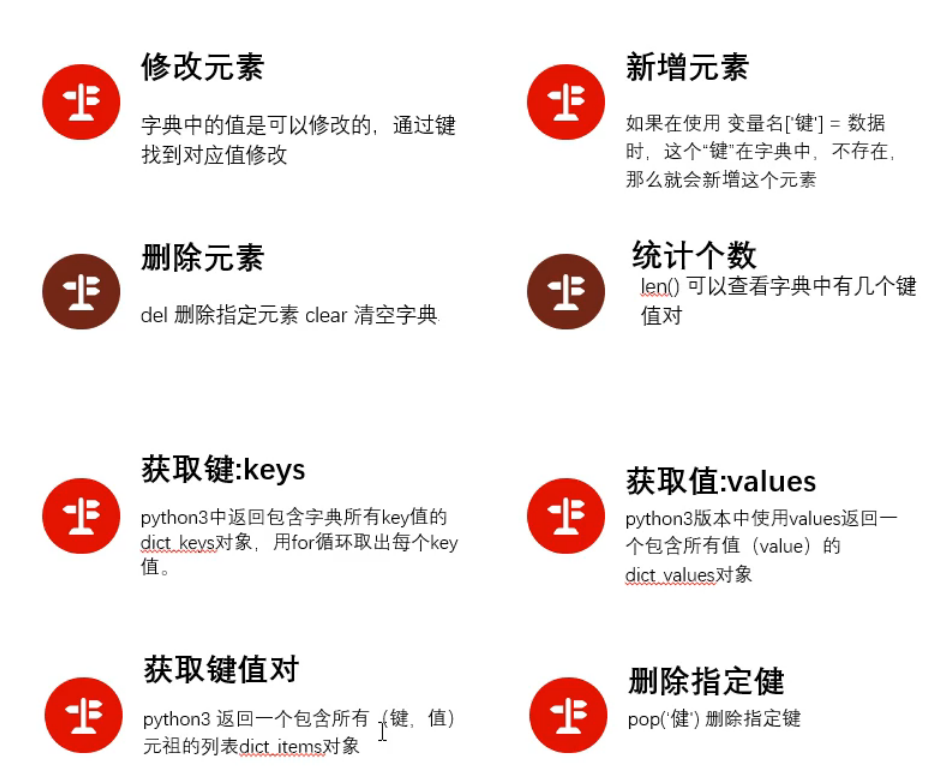 修改元素
字典中的值是可以修改的，通过键
找到对应值修改
新增元素
如果在使用 变量名['键'] = 数据
时，这个“键”在字典中，不存在，
那么就会新增这个元素
删除元素
del 删除指定元素 clear 清空字典
统计个数
len() 可以查看字典中有几个键
值对
获取键:keys
python3中返回包含字典所有key值的
dict_keys对象，用for循环取出每个key
值。
获取值:values
python3版本中使用values返回一
个包含所有值（value）的
dict_values对象
获取键值对
python3 返回一个包含所有（键，值）
元祖的列表dict_items对象
删除指定健
pop('健') 删除指定键